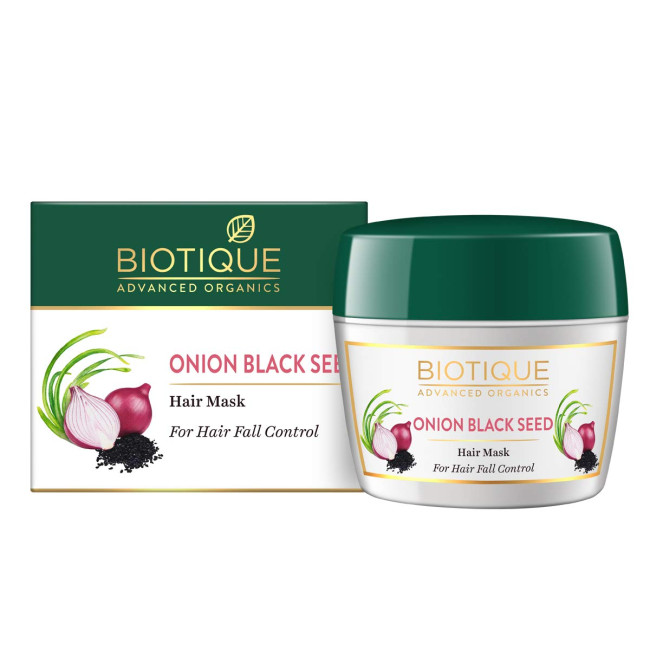 BIOTIQUE
ADVANCED ORGANICS
ONION BLACK SEE
Hair Mask
For Hair Fall Control
BIOTIQUE
ADVANCED ORGANICS
ONION BLACK SEED
Hair Mask
For Hair Fall Control